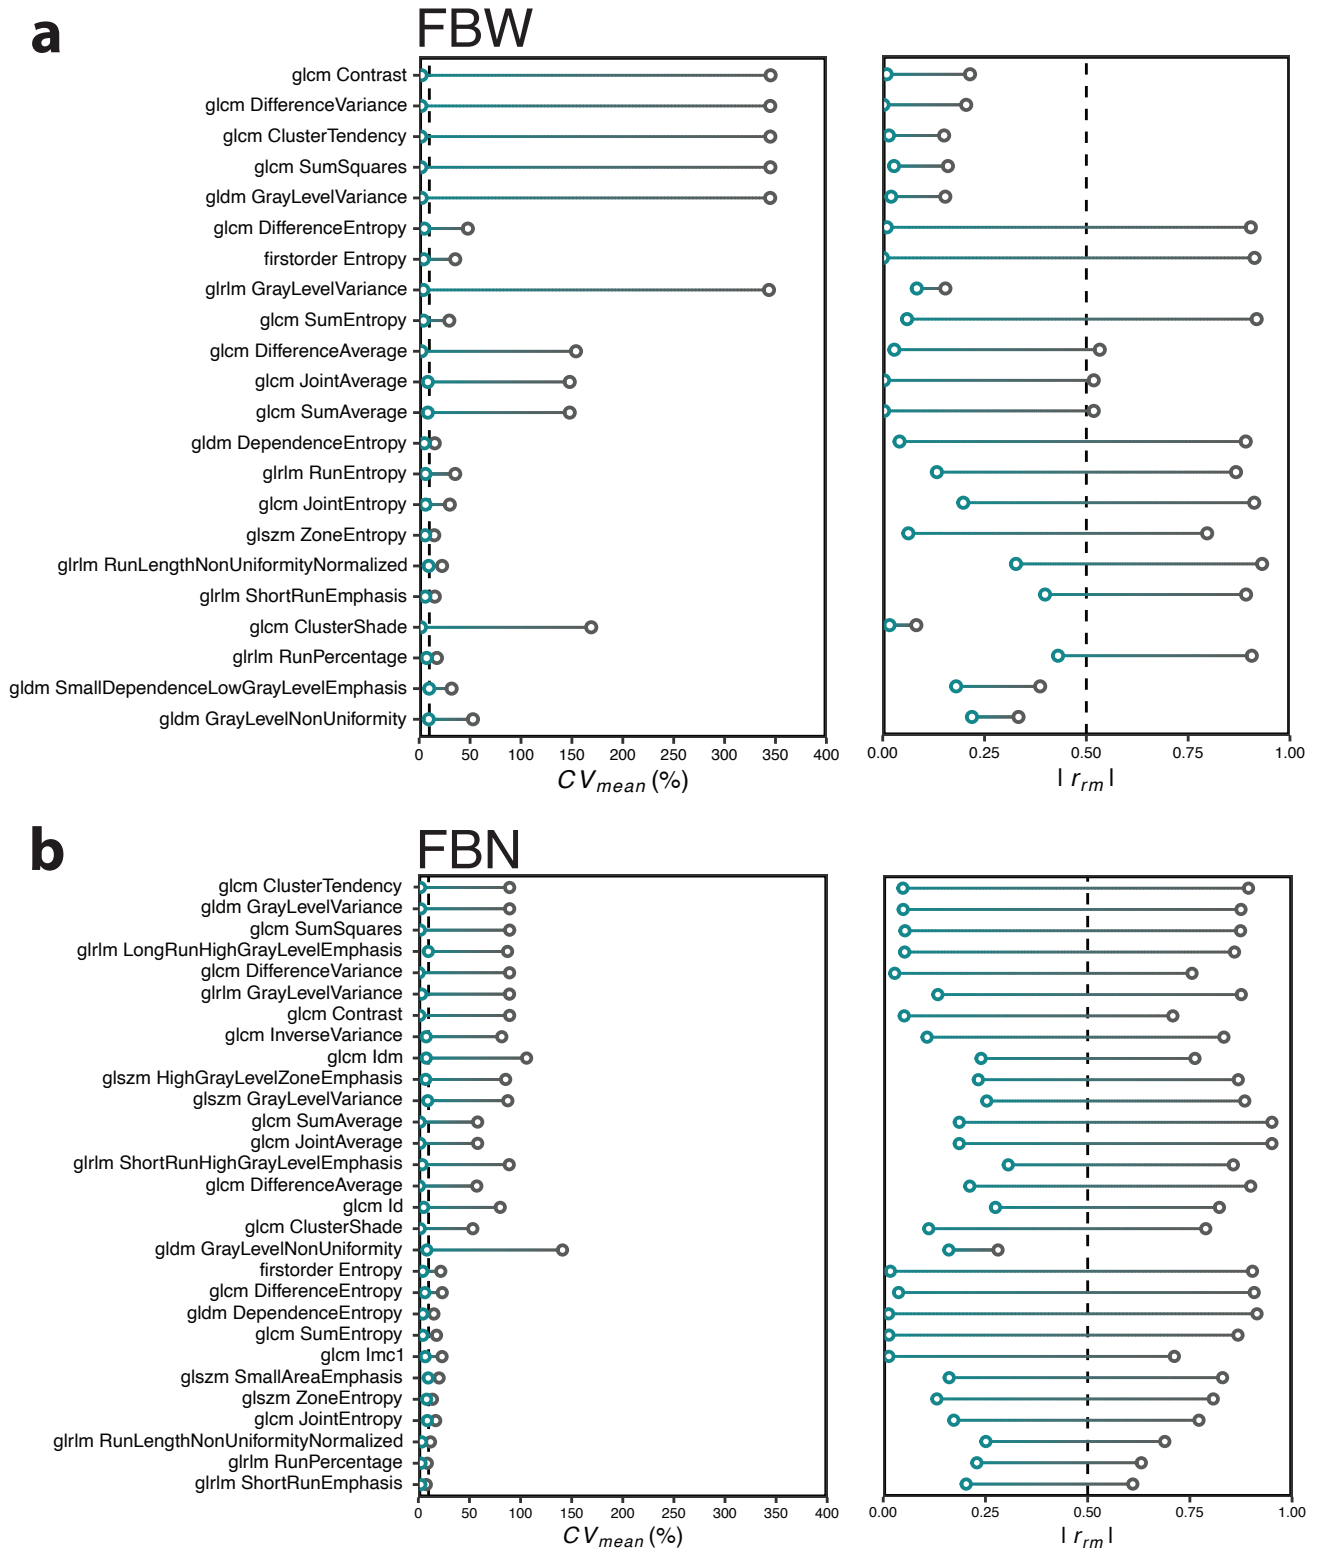 a
FBW
glcm Contrast
glcm DifferenceVariance
glcm ClusterTendency
glcm SumSquares
gldm GrayLevelVariance
glcm DifferenceEntropy
firstorder Entropy
glrlm GrayLevelVariance
glcm SumEntropy
glcm DifferenceAverage
glcm JointAverage
glcm SumAverage
gldm DependenceEntropy
glrlm RunEntropy
glcm JointEntropy
glszm ZoneEntropy
glrlm RunLengthNonUniformityNormalized
glrlm ShortRunEmphasis
glcm ClusterShade
glrlm RunPercentage
gldm SmallDependenceLowGrayLevelEmphasis
gldm GrayLevelNonUniformity
0 50 100 150 200 250 300 350 400
CVmean (%)
0.00 0.25 0.50 0.75 1.00
| rrm |
b
FBN
glcm ClusterTendency
gldm GrayLevelVariance
glcm SumSquares
glrlm LongRunHighGrayLevelEmphasis
glcm DifferenceVariance
glrlm GrayLevelVariance
glcm Contrast
glcm InverseVariance
glcm Idm
glszm HighGrayLevelZoneEmphasis
glszm GrayLevelVariance
glcm SumAverage
glcm JointAverage
glrlm ShortRunHighGrayLevelEmphasis
glcm DifferenceAverage
glcm Id
glcm ClusterShade
gldm GrayLevelNonUniformity
firstorder Entropy
glcm DifferenceEntropy
gldm DependenceEntropy
glcm SumEntropy
glcm Imc1
glszm SmallAreaEmphasis
glszm ZoneEntropy
glcm JointEntropy
glrlm RunLengthNonUniformityNormalized
glrlm RunPercentage
glrlm ShortRunEmphasis
0 50 100 150 200 250 300 350 400
CVmean (%)
0.00 0.25 0.50 0.75 1.00
| rrm |